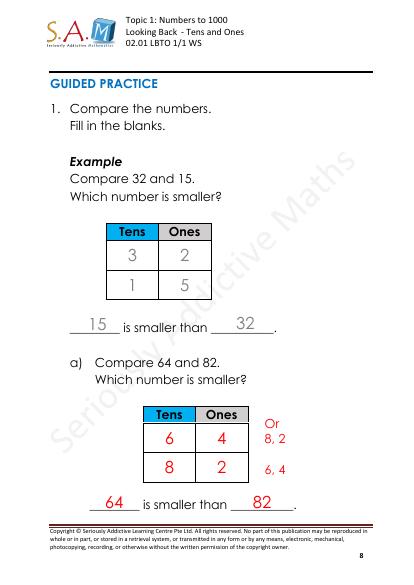 S.A.M
Seriously Addictive Mathematics
Topic 1: Numbers to 1000
Looking Back - Tens and Ones
02.01 LBTO 1/1 WS
GUIDED PRACTICE
1. Compare the numbers.
Fill in the blanks.
Example
Compare 32 and 15.
Which number is smaller?
Tens Ones
3 2
1 5
15 is smaller than 32.
a) Compare 64 and 82.
Which number is smaller?
Tens Ones
6 4
8 2
Or
8, 2
6, 4
64 is smaller than 82.
Seriously Addictive Maths
Copyright © Seriously Addictive Learning Centre Pte Ltd. All rights reserved. No part of this publication may be reproduced in
whole or in part, or stored in a retrieval system, or transmitted in any form or by any means, electronic, mechanical,
photocopying, recording, or otherwise without the written permission of the copyright owner.
8